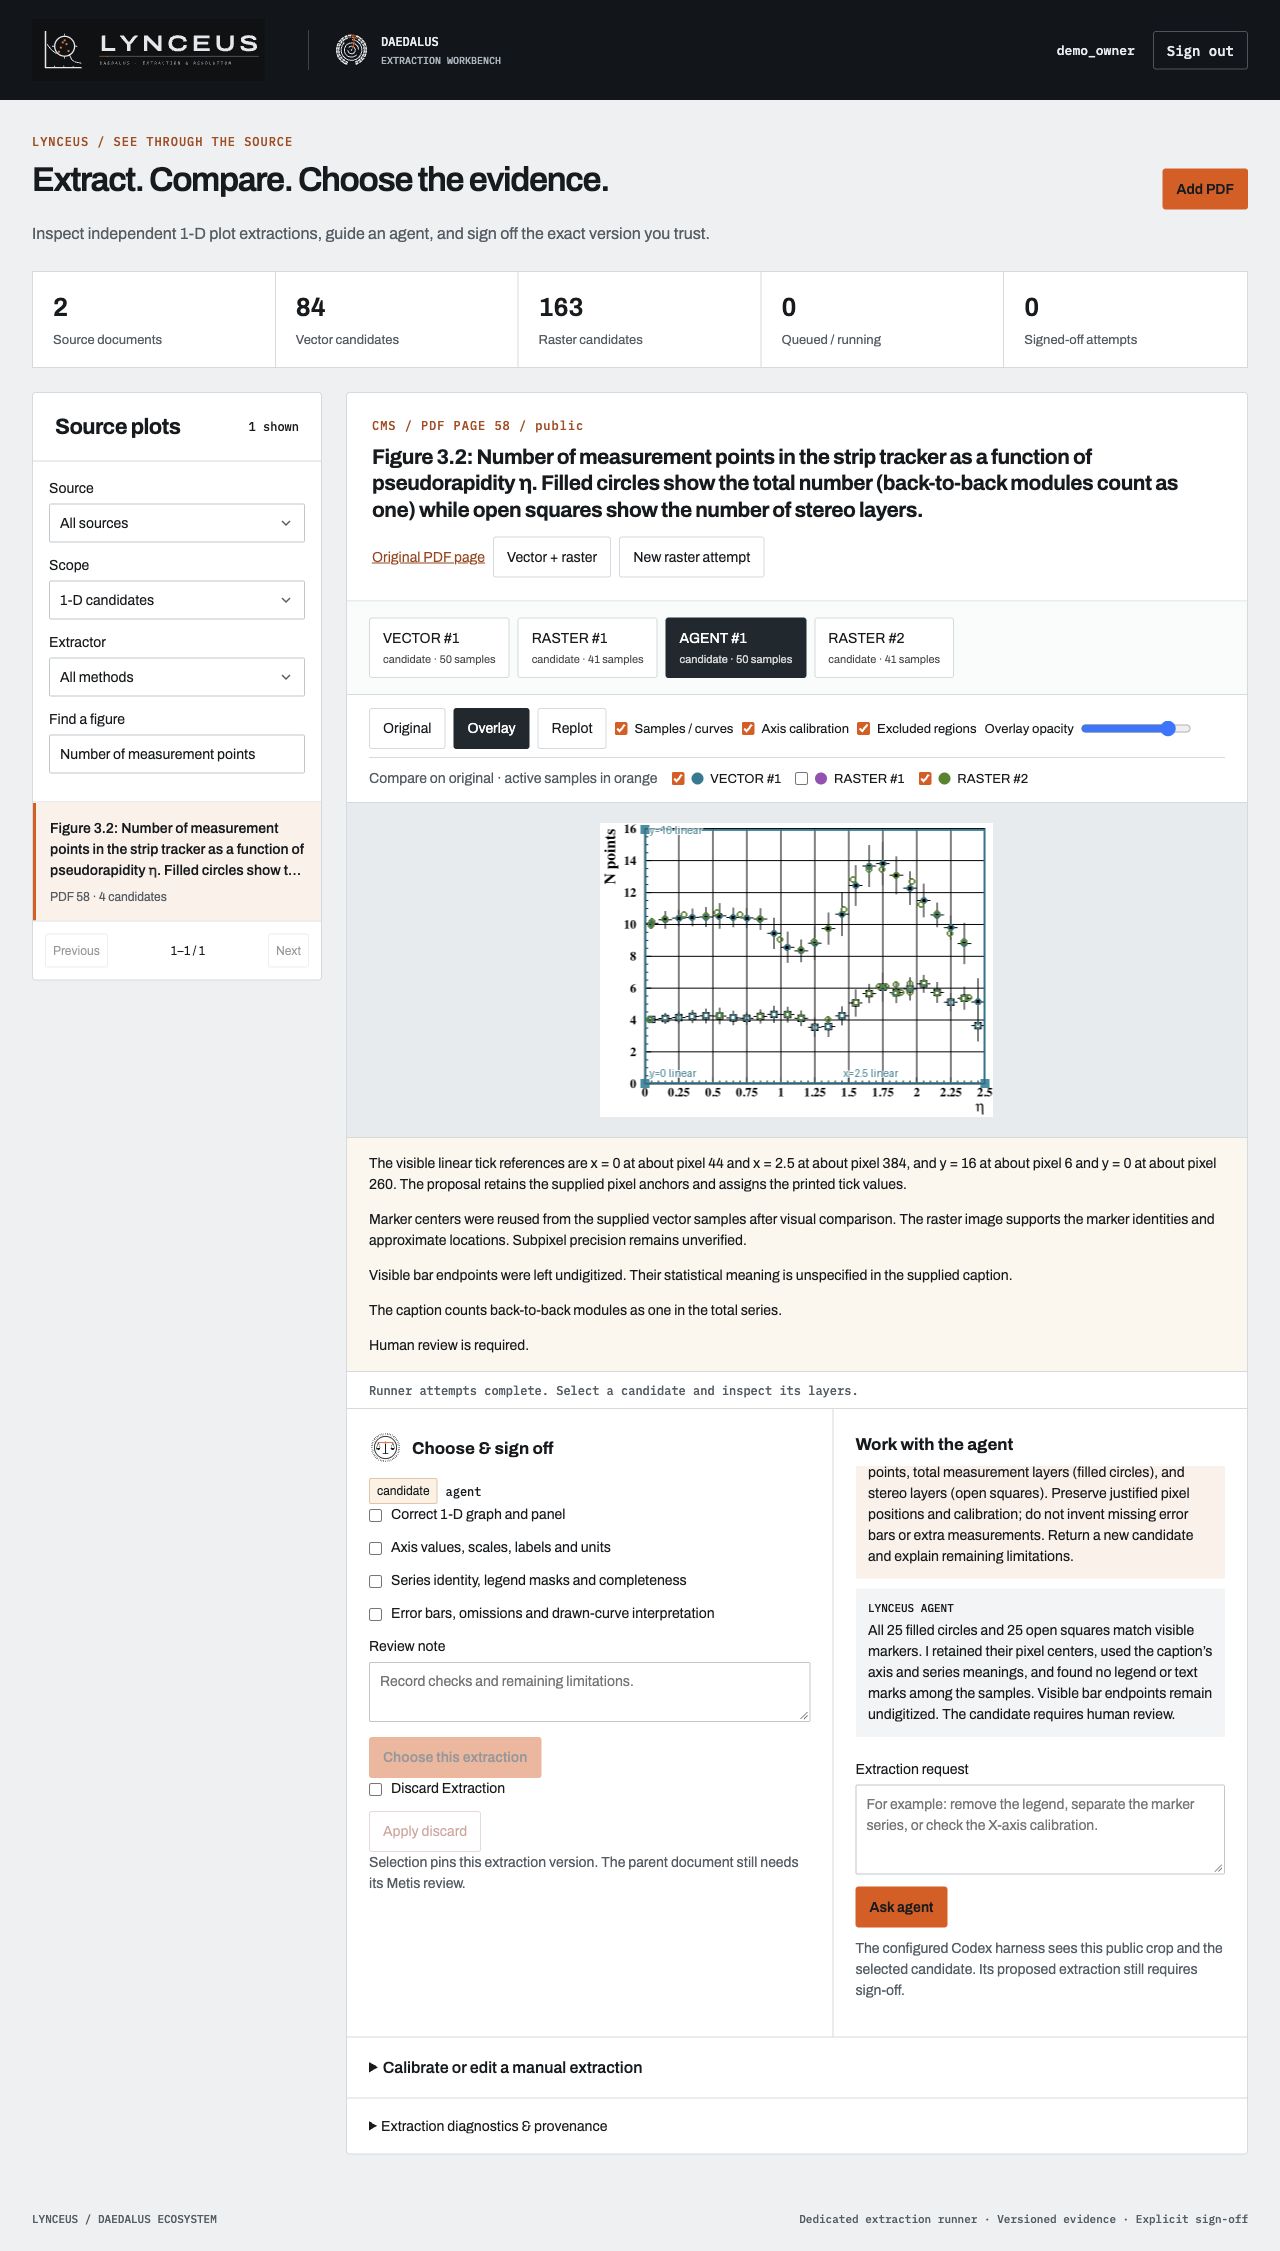 LYNCEUS
DAEDALUS · EXTRACTION & RESOLUTION
DAEDALUS
EXTRACTION WORKBENCH
demo_owner
Sign out
LYNCEUS / SEE THROUGH THE SOURCE
Extract. Compare. Choose the evidence.
Add PDF
Inspect independent 1-D plot extractions, guide an agent, and sign off the exact version you trust.
2
Source documents
84
Vector candidates
163
Raster candidates
0
Queued / running
0
Signed-off attempts
Source plots
1 shown
Source
All sources
Scope
1-D candidates
Extractor
All methods
Find a figure
Number of measurement points
Figure 3.2: Number of measurement
points in the strip tracker as a function of
pseudorapidity η. Filled circles show t…
PDF 58 · 4 candidates
Previous
1–1 / 1
Next
CMS / PDF PAGE 58 / public
Figure 3.2: Number of measurement points in the strip tracker as a function of
pseudorapidity η. Filled circles show the total number (back-to-back modules count as
one) while open squares show the number of stereo layers.
Original PDF page
Vector + raster
New raster attempt
VECTOR #1
candidate · 50 samples
RASTER #1
candidate · 41 samples
AGENT #1
candidate · 50 samples
RASTER #2
candidate · 41 samples
Original
Overlay
Replot
Samples / curves
Axis calibration
Excluded regions
Overlay opacity
Compare on original · active samples in orange
VECTOR #1
RASTER #1
RASTER #2
N points
16
14
12
10
8
6
4
2
0
y=16 linear
y=0 linear
x=2.5 linear
0 0.25 0.5 0.75 1 1.25 1.5 1.75 2 2.25 2.5
η
The visible linear tick references are x = 0 at about pixel 44 and x = 2.5 at about pixel 384, and y = 16 at about pixel 6 and y = 0 at about pixel
260. The proposal retains the supplied pixel anchors and assigns the printed tick values.
Marker centers were reused from the supplied vector samples after visual comparison. The raster image supports the marker identities and
approximate locations. Subpixel precision remains unverified.
Visible bar endpoints were left undigitized. Their statistical meaning is unspecified in the supplied caption.
The caption counts back-to-back modules as one in the total series.
Human review is required.
Runner attempts complete. Select a candidate and inspect its layers.
Choose & sign off
candidate
agent
Correct 1-D graph and panel
Axis values, scales, labels and units
Series identity, legend masks and completeness
Error bars, omissions and drawn-curve interpretation
Review note
Record checks and remaining limitations.
Choose this extraction
Discard Extraction
Apply discard
Selection pins this extraction version. The parent document still needs
its Metis review.
Work with the agent
points, total measurement layers (filled circles), and
stereo layers (open squares). Preserve justified pixel
positions and calibration; do not invent missing error
bars or extra measurements. Return a new candidate
and explain remaining limitations.
LYNCEUS AGENT
All 25 filled circles and 25 open squares match visible
markers. I retained their pixel centers, used the caption's
axis and series meanings, and found no legend or text
marks among the samples. Visible bar endpoints remain
undigitized. The candidate requires human review.
Extraction request
For example: remove the legend, separate the marker
series, or check the X-axis calibration.
Ask agent
The configured Codex harness sees this public crop and the
selected candidate. Its proposed extraction still requires
sign-off.
Calibrate or edit a manual extraction
Extraction diagnostics & provenance
LYNCEUS / DAEDALUS ECOSYSTEM
Dedicated extraction runner · Versioned evidence · Explicit sign-off